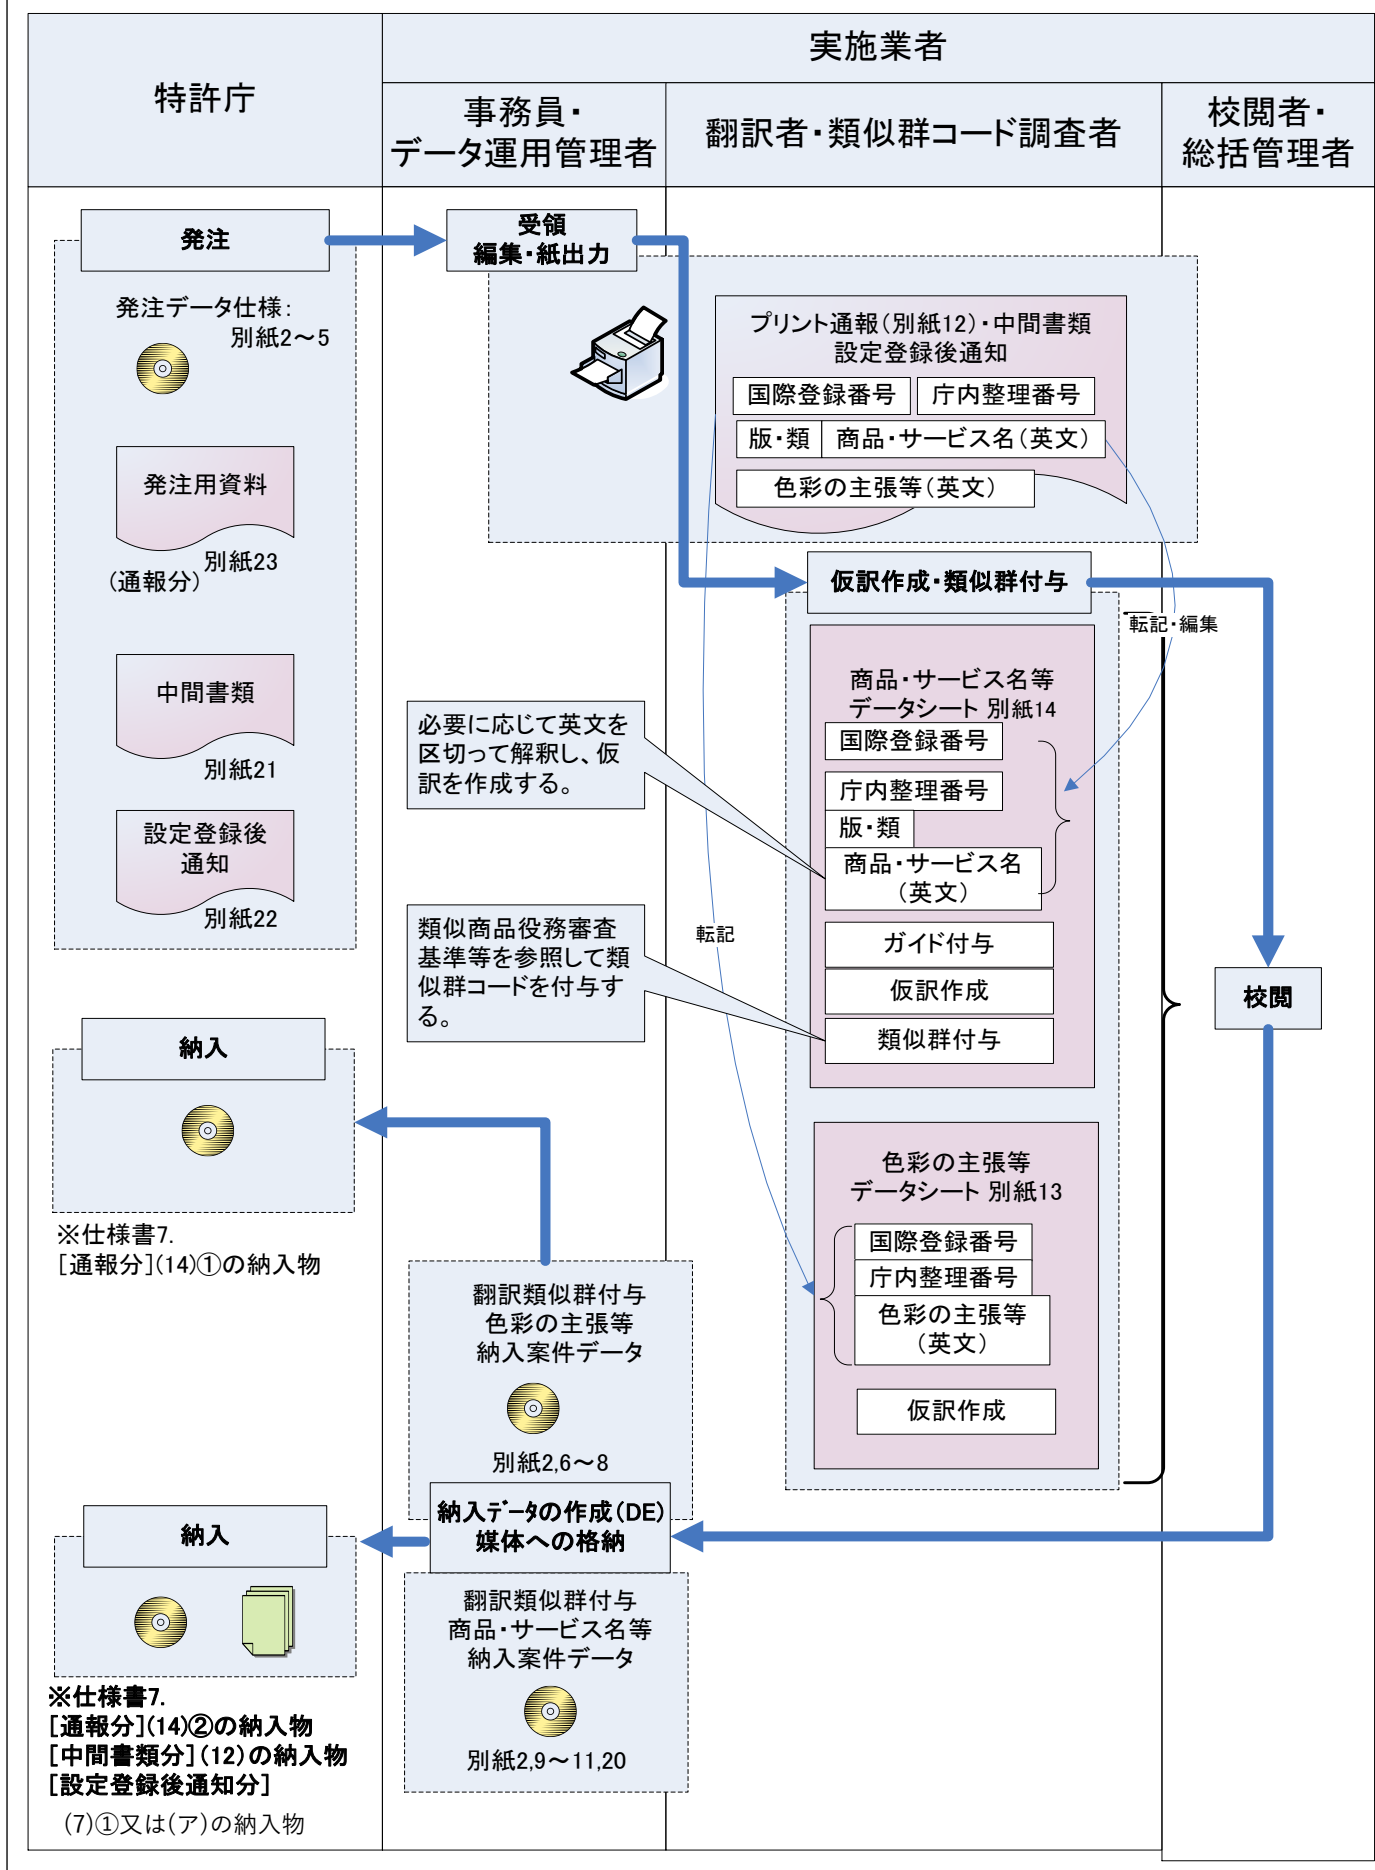 実施業者
特許庁
事務員・
データ運用管理者
翻訳者・類似群コード調査者
校閲者・
総括管理者
発注
受領
編集・紙出力
発注データ仕様:
別紙2～5
発注用資料
別紙23
(通報分)
中間書類
別紙21
設定登録後
通知
別紙22
プリント通報(別紙12)・中間書類
設定登録後通知
国際登録番号
庁内整理番号
版・類
商品・サービス名(英文)
色彩の主張等(英文)
仮訳作成・類似群付与
転記・編集
商品・サービス名等
データシート 別紙14
国際登録番号
庁内整理番号
版・類
商品・サービス名
(英文)
ガイド付与
仮訳作成
類似群付与
必要に応じて英文を
区切って解釈し、仮
訳を作成する。
類似商品役務審査
基準等を参照して類
似群コードを付与す
る。
転記
校閲
色彩の主張等
データシート 別紙13
国際登録番号
庁内整理番号
色彩の主張等
(英文)
仮訳作成
納入
※仕様書7.
[通報分](14)①の納入物
翻訳類似群付与
色彩の主張等
納入案件データ
別紙2,6～8
納入ﾃﾞｰﾀの作成(DE)
媒体への格納
翻訳類似群付与
商品・サービス名等
納入案件データ
別紙2,9～11,20
納入
※仕様書7.
[通報分](14)②の納入物
[中間書類分](12)の納入物
[設定登録後通知分]
(7)①又は(ア)の納入物